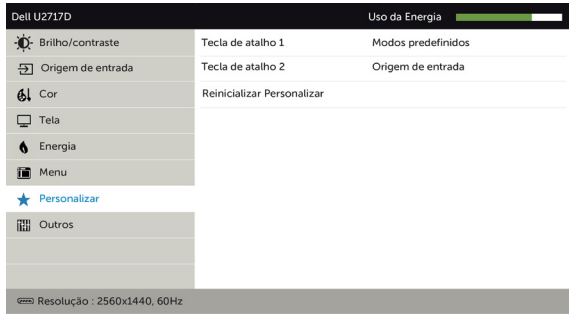 Dell U2717D Uso da Energia
Brilho/contraste Tecla de atalho 1 Modos predefinidos
Origem de entrada Tecla de atalho 2 Origem de entrada
Cor Reinicializar Personalizar
Tela
Energia
Menu
Personalizar
Outros
Resolução : 2560x1440, 60Hz